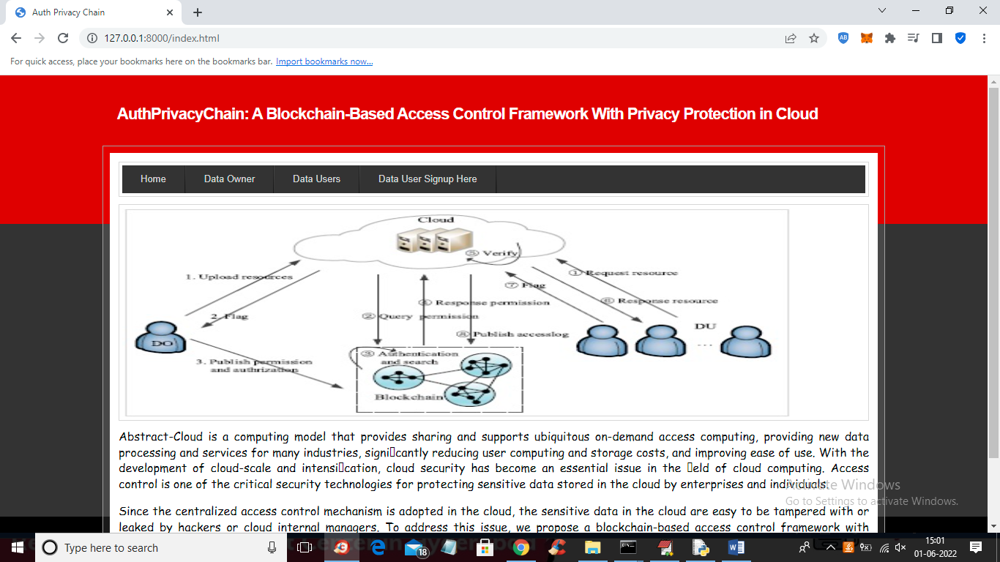 Auth Privacy Chain
127.0.0.1:8000/index.html
AB
For quick access, place your bookmarks here on the bookmarks bar. Import bookmarks now...
AuthPrivacyChain: A Blockchain-Based Access Control Framework With Privacy Protection in Cloud
Home Data Owner Data Users Data User Signup Here
Cloud
⑤ Verify
1. Upload resources
① Request resource
⑦ Flag
④ Response permission
⑥ Response resource
2. Flag
② Query permission
DU
...
⑧ Publish accesslog
DO
③ Authentication
and search
3. Publish permission
and authrization
Blockchain
Abstract-Cloud is a computing model that provides sharing and supports ubiquitous on-demand access computing, providing new data
processing and services for many industries, signi▯cantly reducing user computing and storage costs, and improving ease of use. With the
development of cloud-scale and intensi▯cation, cloud security has become an essential issue in the ▯eld of cloud computing. Access
control is one of the critical security technologies for protecting sensitive data stored in the cloud by enterprises and individuals.
Activate Windows
Go to Settings to activate Windows.
Since the centralized access control mechanism is adopted in the cloud, the sensitive data in the cloud are easy to be tampered with or
leaked by hackers or cloud internal managers. To address this issue, we propose a blockchain-based access control framework with
Type here to search
18
15:01
01-06-2022